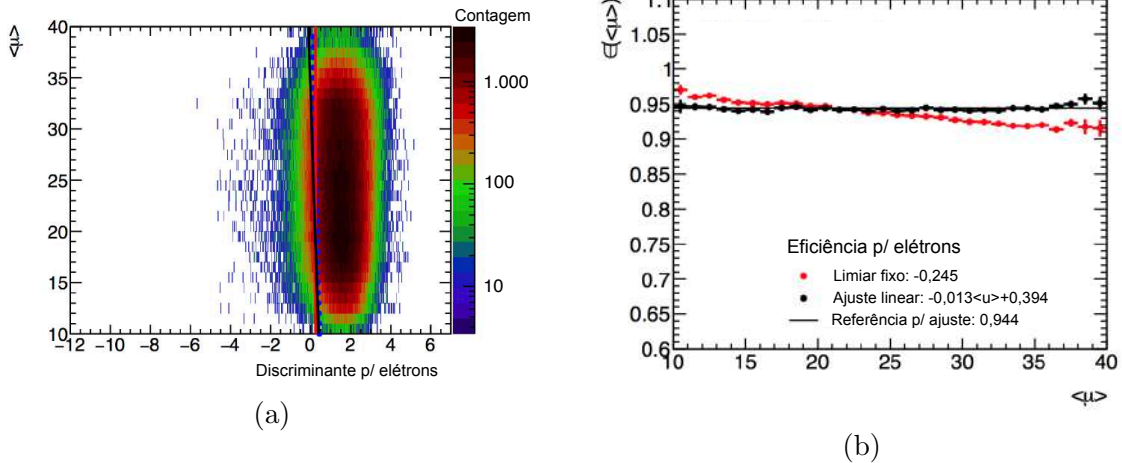 Contagem
<µ>
40
35
30
25
20
15
10
−12 −10 −8 −6 −4 −2 0 2 4 6
1.000
100
10
Discriminante p/ elétrons
(a)
∈(<µ>)
1.1
1.05
1
0.95
0.9
0.85
0.8
0.75
0.7
0.65
0.6
Eficiência p/ elétrons
Limiar fixo: -0,245
Ajuste linear: -0,013<u>+0,394
Referência p/ ajuste: 0,944
10 15 20 25 30 35 40
<µ>
(b)